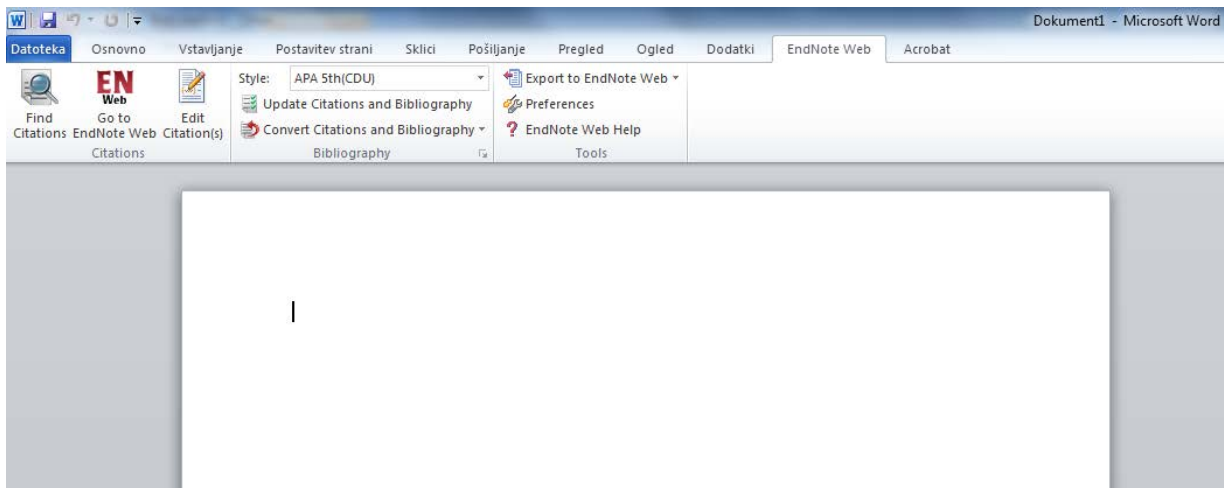 W
Dokument1 - Microsoft Word
Datoteka Osnovno Vstavljanje Postavitev strani Sklici Pošiljanje Pregled Ogled Dodatki EndNote Web Acrobat
Find Citations
EN Web
Go to EndNote Web
Edit Citation(s)
Citations
Style: APA 5th(CDU)
Update Citations and Bibliography
Convert Citations and Bibliography
Bibliography
Export to EndNote Web
Preferences
? EndNote Web Help
Tools